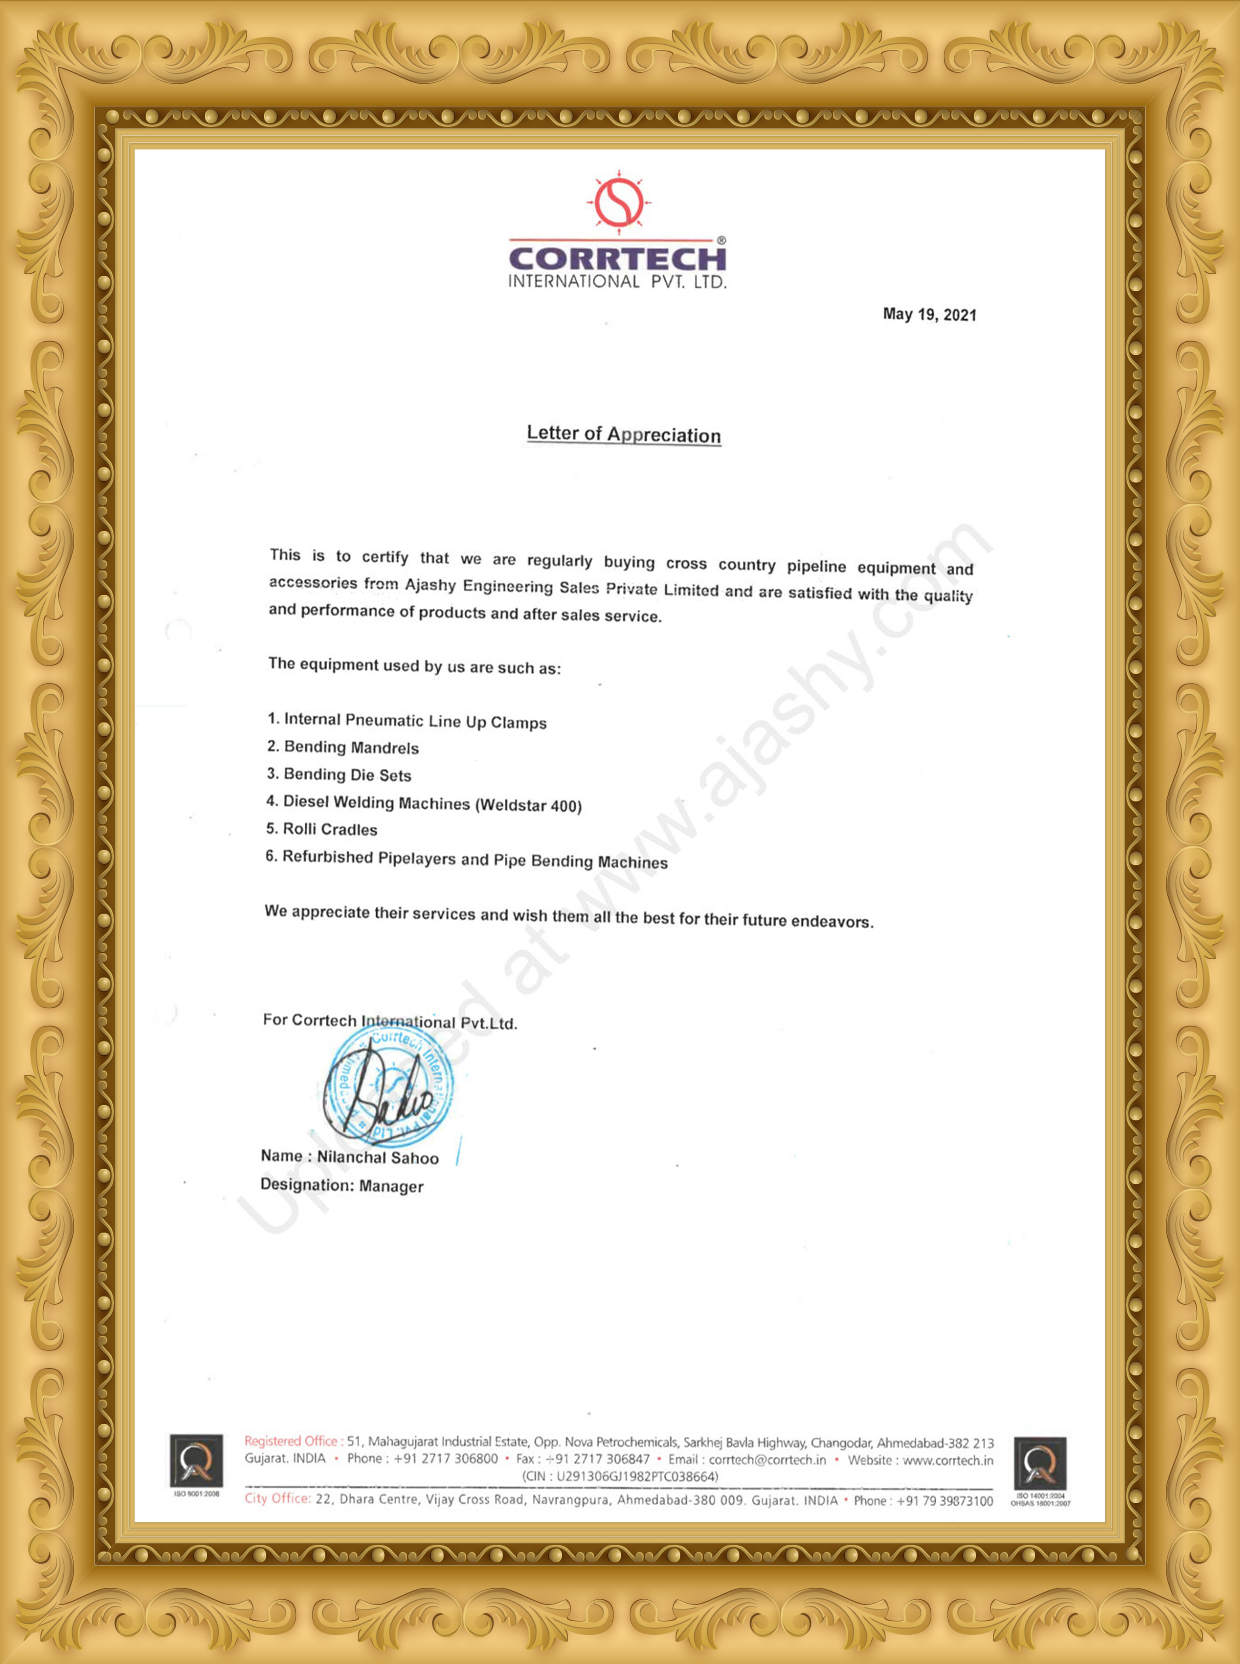 ®
CORRTECH
INTERNATIONAL PVT. LTD.
May 19, 2021
Letter of Appreciation
This is to certify that we are regularly buying cross country pipeline equipment and
accessories from Ajashy Engineering Sales Private Limited and are satisfied with the quality
and performance of products and after sales service.
The equipment used by us are such as:
1. Internal Pneumatic Line Up Clamps
2. Bending Mandrels
3. Bending Die Sets
4. Diesel Welding Machines (Weldstar 400)
5. Rolli Cradles
6. Refurbished Pipelayers and Pipe Bending Machines
We appreciate their services and wish them all the best for their future endeavors.
For Corrtech International Pvt.Ltd.
Corrtech International Pvt. Ltd.
Sahoo
Name : Nilanchal Sahoo
Designation: Manager
Uploaded at www.ajashy.com
Registered Office : 51, Mahagujarat Industrial Estate, Opp. Nova Petrochemicals, Sarkhej Bavla Highway, Changodar, Ahmedabad-382 213
Gujarat. INDIA • Phone : +91 2717 306800 • Fax : +91 2717 306847 • Email : corrtech@corrtech.in • Website : www.corrtech.in
(CIN : U291306GJ1982PTC038664)
City Office: 22, Dhara Centre, Vijay Cross Road, Navrangpura, Ahmedabad-380 009. Gujarat. INDIA • Phone : +91 79 39873100
ISO 9001:2008
ISO 14001:2004
OHSAS 18001:2007